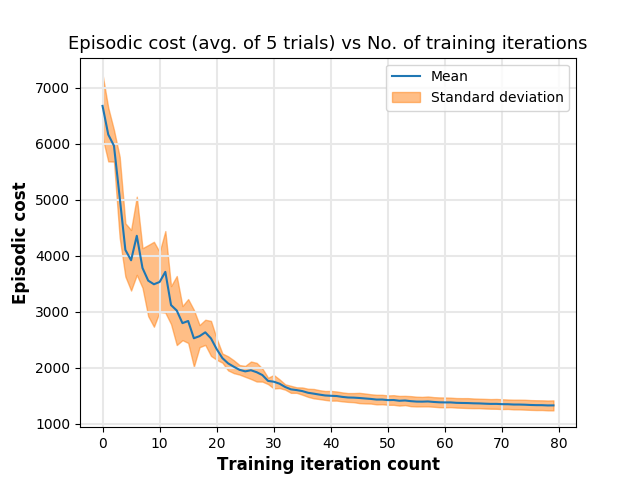 Episodic cost (avg. of 5 trials) vs No. of training iterations
Mean
Standard deviation
7000
6000
5000
4000
3000
2000
1000
Episodic cost
0 10 20 30 40 50 60 70 80
Training iteration count